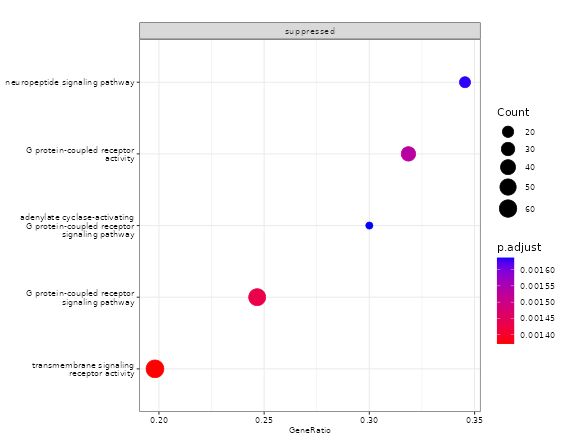 suppressed
neuropeptide signaling pathway
G protein-coupled receptor
activity
adenylate cyclase-activating
G protein-coupled receptor
signaling pathway
G protein-coupled receptor
signaling pathway
transmembrane signaling
receptor activity
0.20 0.25 0.30 0.35
GeneRatio
Count
20
30
40
50
60
p.adjust
0.00160
0.00155
0.00150
0.00145
0.00140